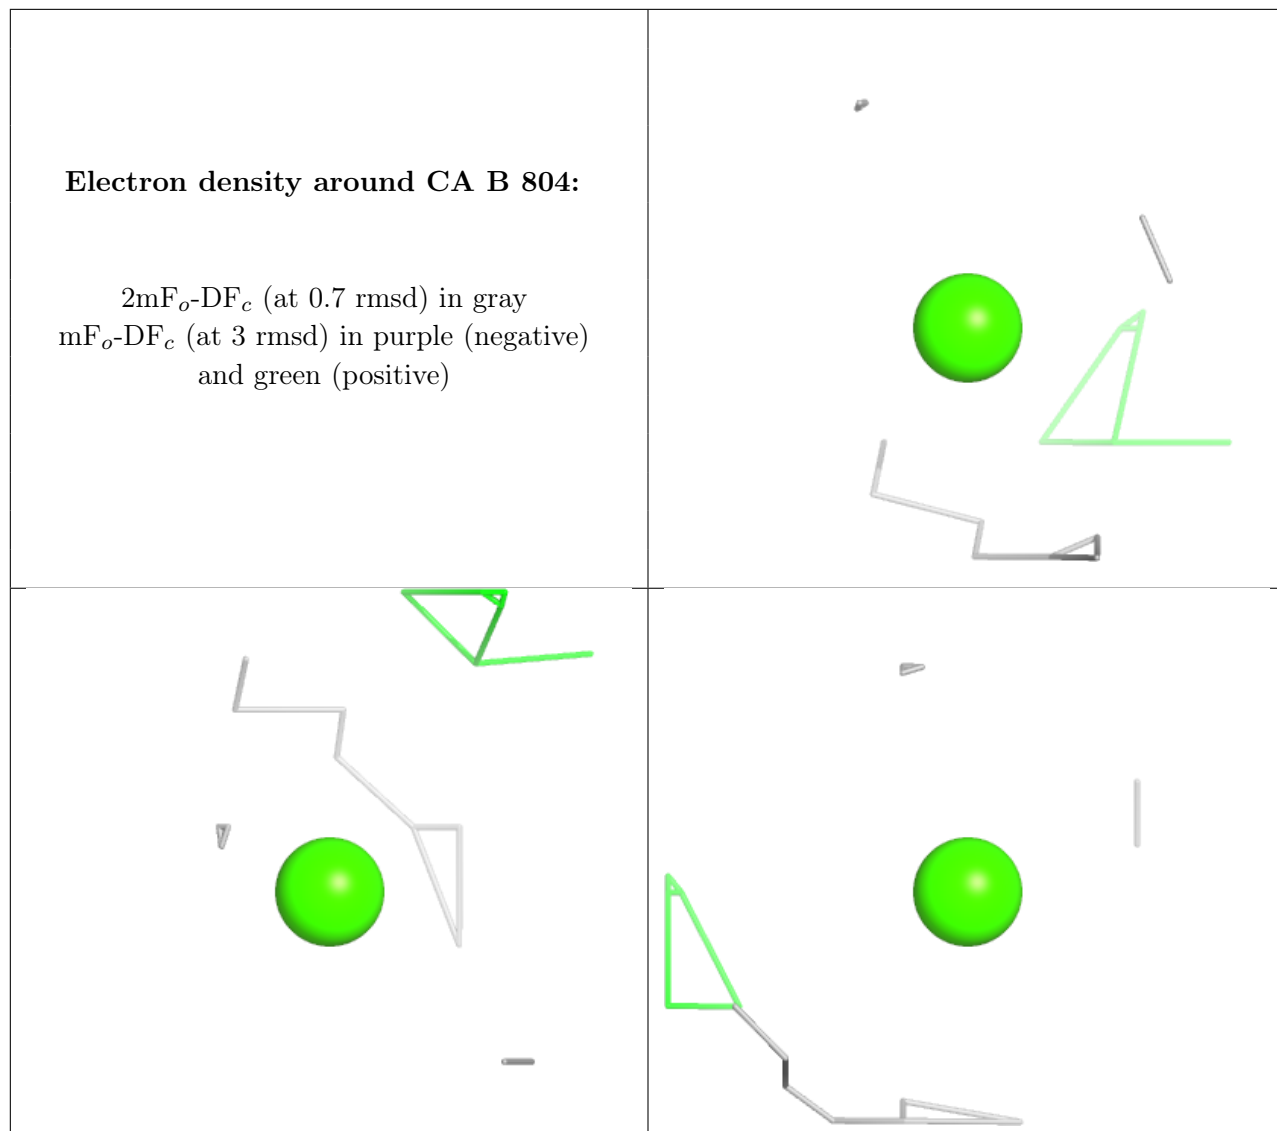 Electron density around CA B 804:
2mFo-DFc (at 0.7 rmsd) in gray
mFo-DFc (at 3 rmsd) in purple (negative)
and green (positive)